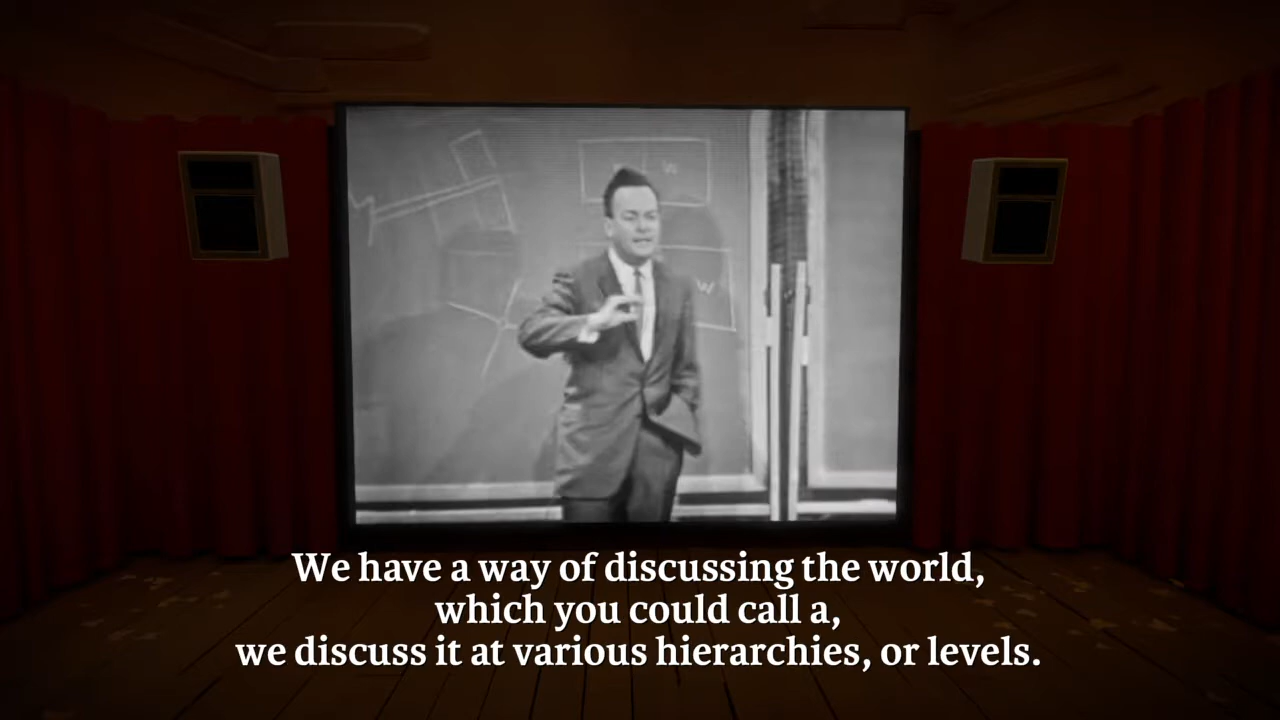 W
W
We have a way of discussing the world,
which you could call a,
we discuss it at various hierarchies, or levels.